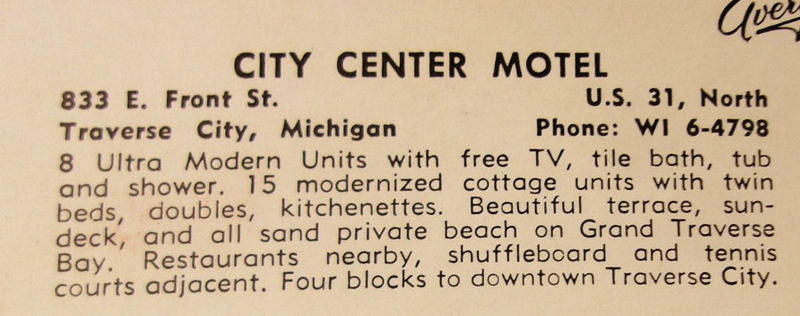 CITY CENTER MOTEL
833 E. Front St. U.S. 31, North
Traverse City, Michigan Phone: WI 6-4798
8 Ultra Modern Units with free TV, tile bath, tub
and shower. 15 modernized cottage units with twin
beds, doubles, kitchenettes. Beautiful terrace, sun-
deck, and all sand private beach on Grand Traverse
Bay. Restaurants nearby, shuffleboard and tennis
courts adjacent. Four blocks to downtown Traverse City.